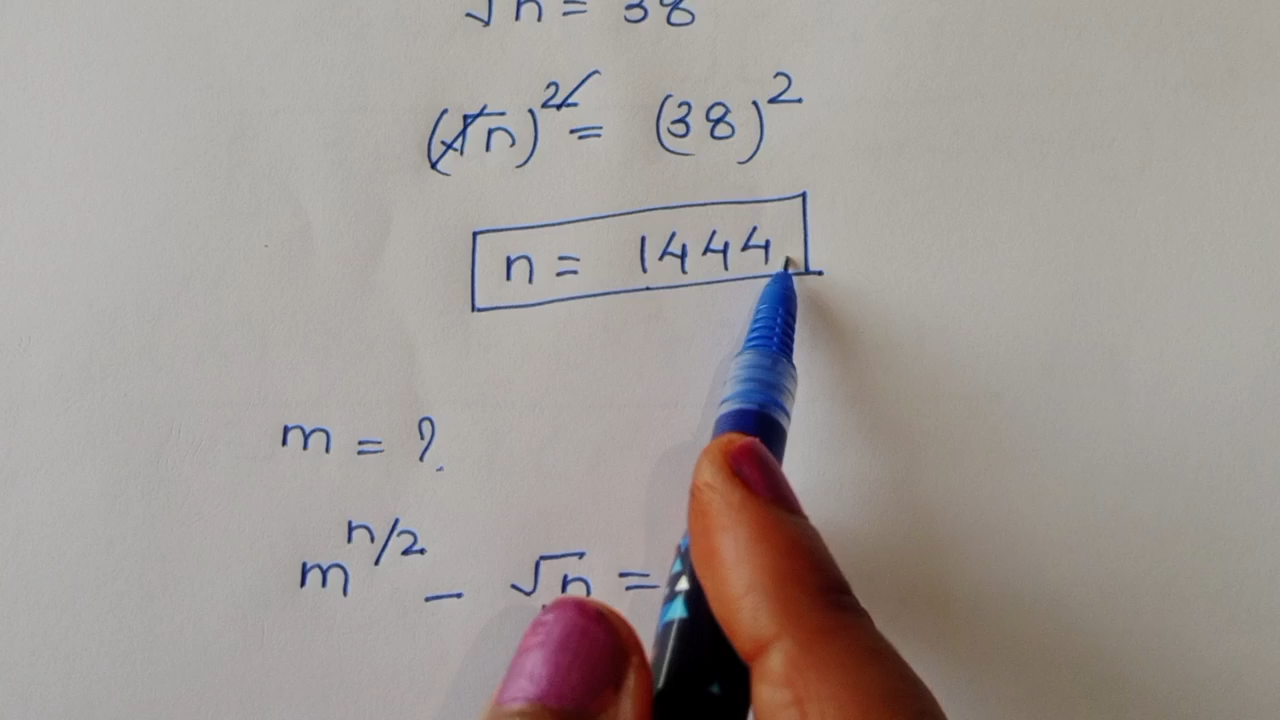 √n = 38
(√n)² = (38)²
n = 1444.
m = ?
m^n/2 - √n =